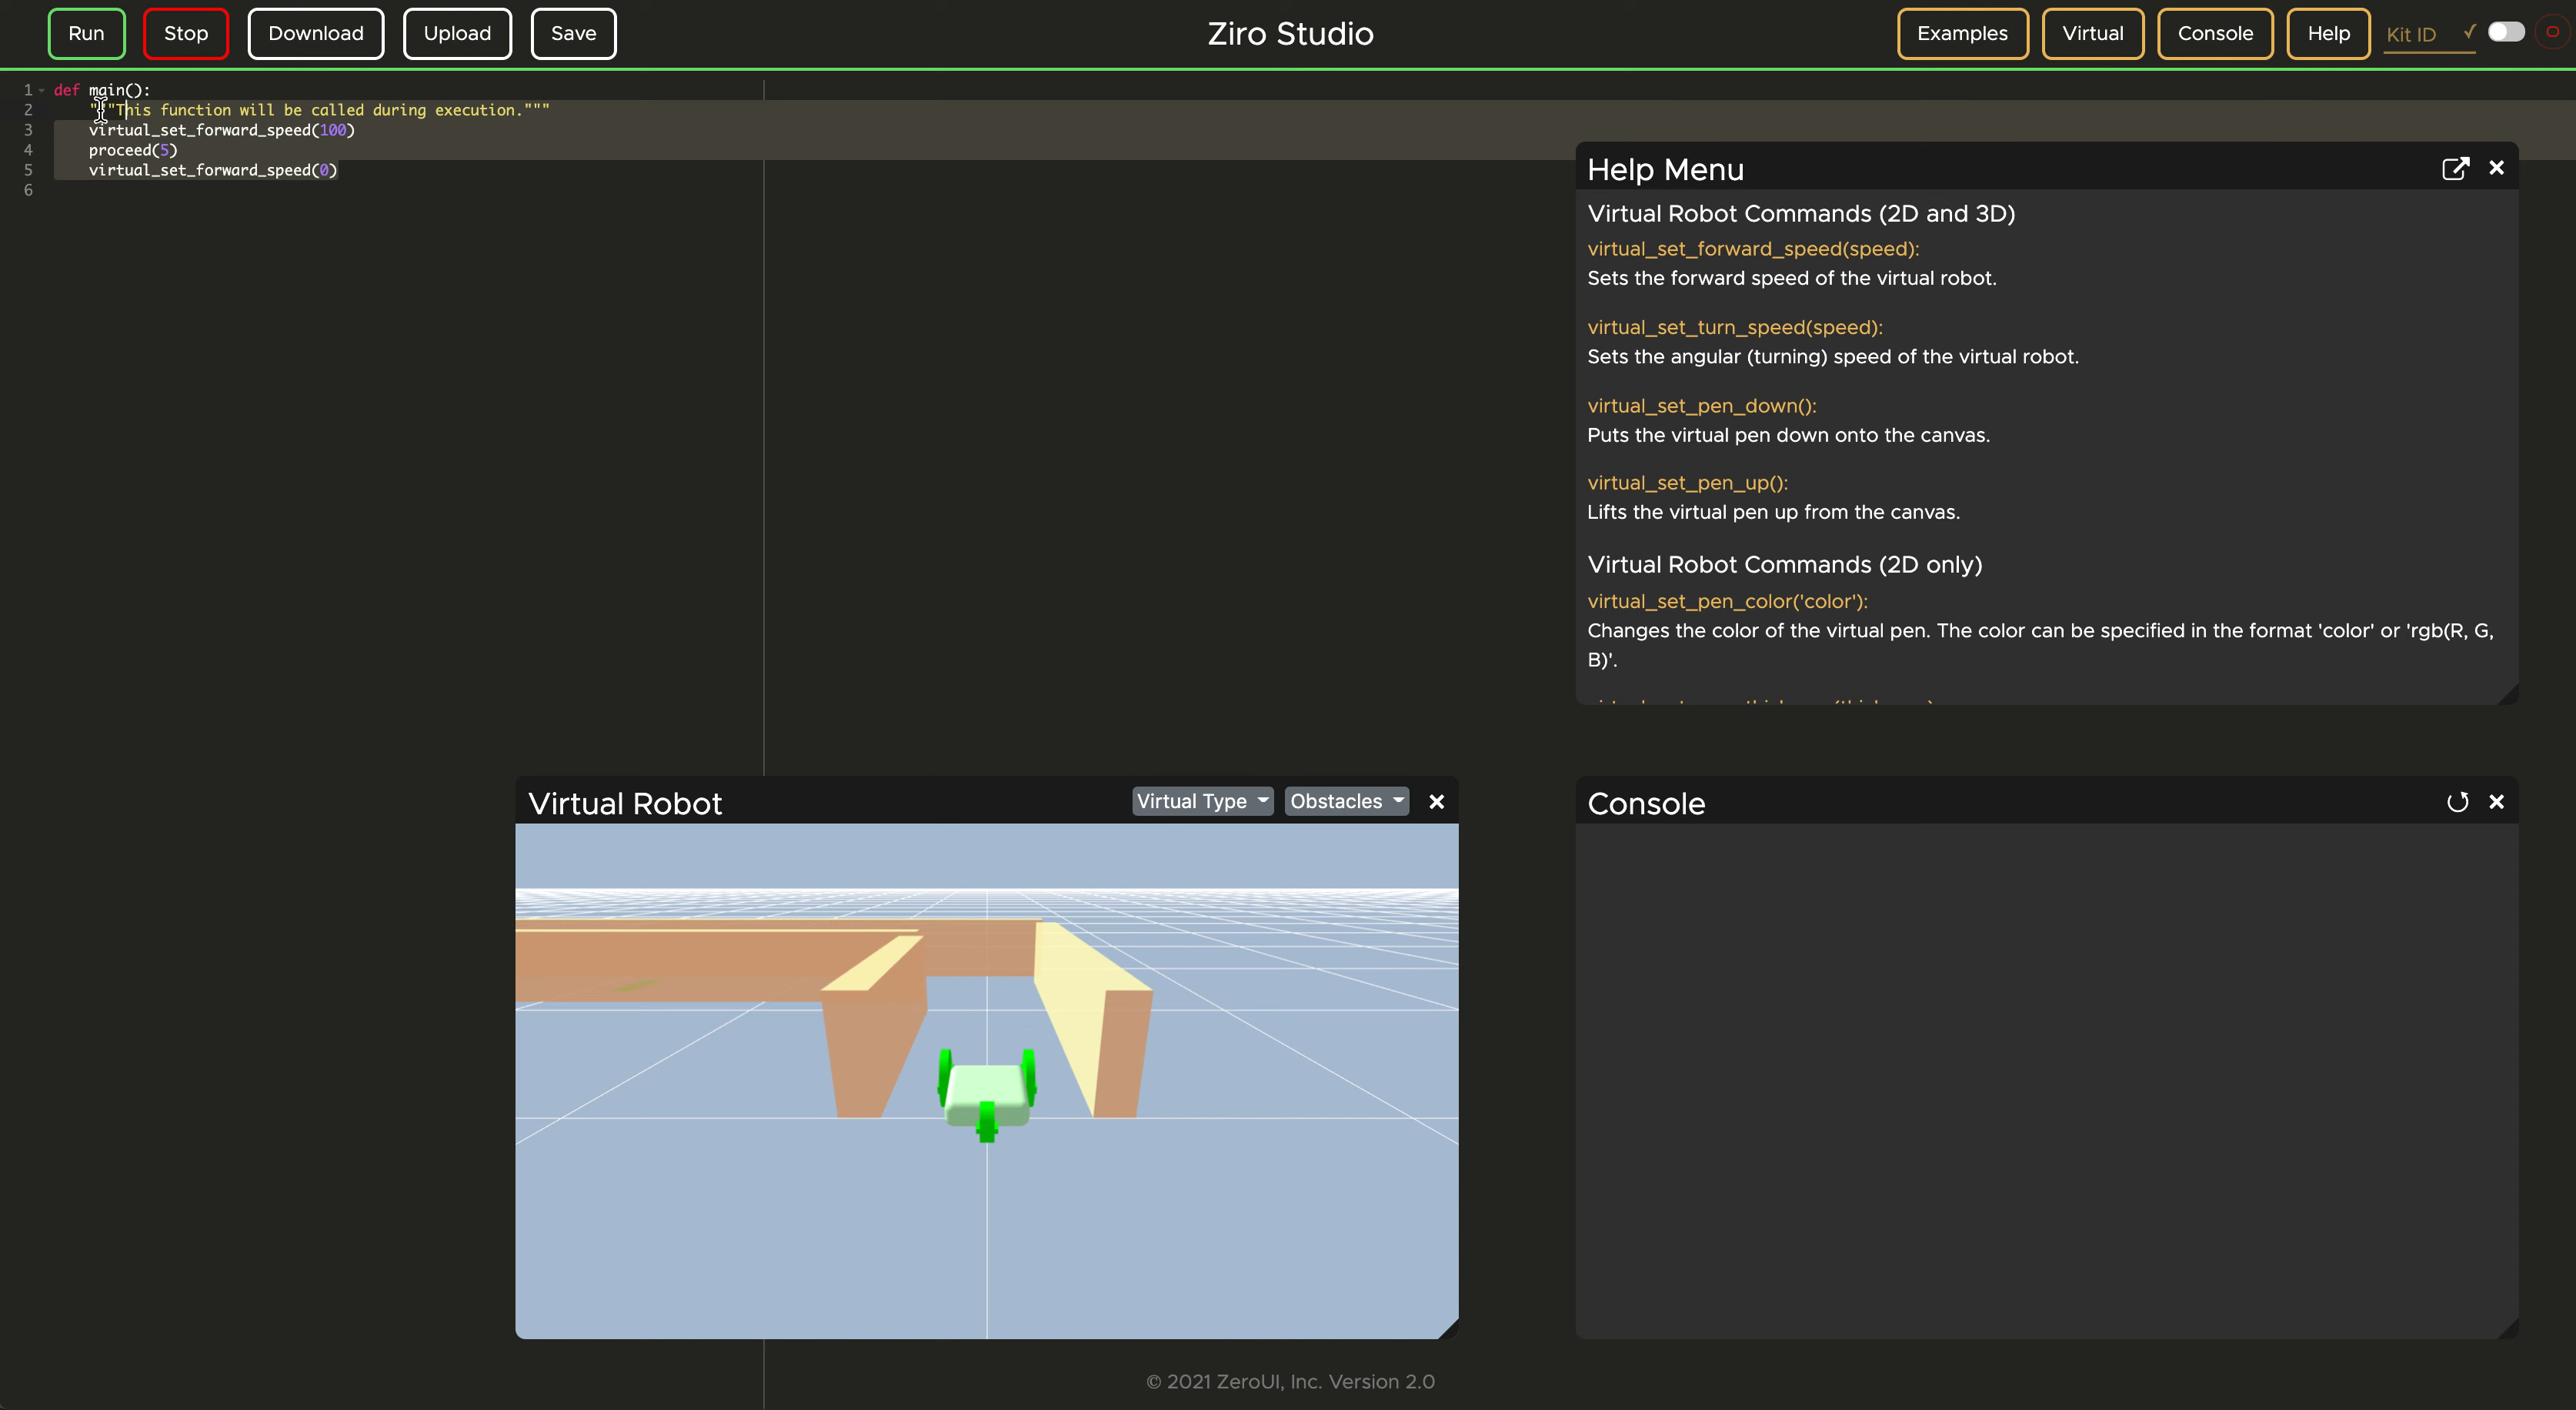 Run Stop Download Upload Save Ziro Studio Examples Virtual Console Help Kit ID ✓
1 def main():
2 """This function will be called during execution."""
3 virtual_set_forward_speed(100)
4 proceed(5)
5 virtual_set_forward_speed(0)
6
Help Menu
Virtual Robot Commands (2D and 3D)
virtual_set_forward_speed(speed):
Sets the forward speed of the virtual robot.
virtual_set_turn_speed(speed):
Sets the angular (turning) speed of the virtual robot.
virtual_set_pen_down():
Puts the virtual pen down onto the canvas.
virtual_set_pen_up():
Lifts the virtual pen up from the canvas.
Virtual Robot Commands (2D only)
virtual_set_pen_color('color'):
Changes the color of the virtual pen. The color can be specified in the format 'color' or 'rgb(R, G,
B)'.
Virtual Robot Virtual Type Obstacles
Console
© 2021 ZeroUI, Inc. Version 2.0